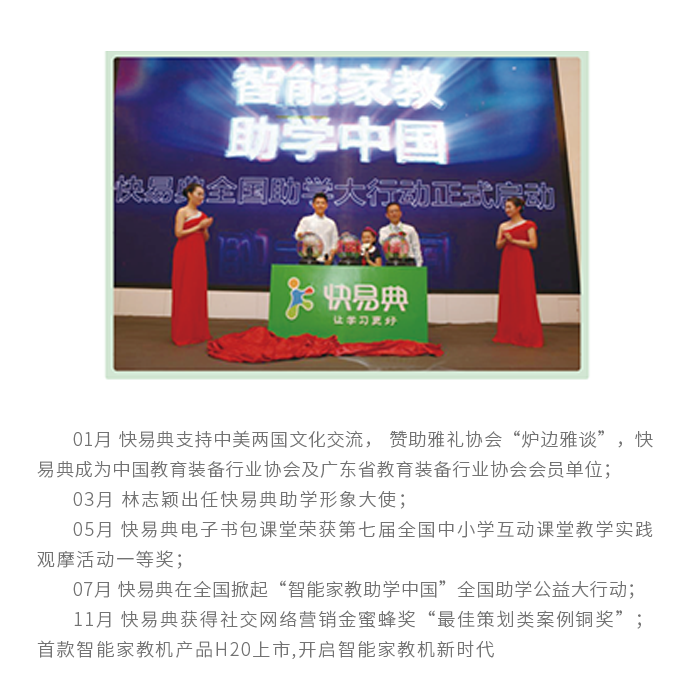 智能家教
助学中国
快易典全国助学大行动正式启动
快易典
让学习更好
01月 快易典支持中美两国文化交流， 赞助雅礼协会“炉边雅谈”，快
易典成为中国教育装备行业协会及广东省教育装备行业协会会员单位；
03月 林志颖出任快易典助学形象大使；
05月 快易典电子书包课堂荣获第七届全国中小学互动课堂教学实践
观摩活动一等奖；
07月 快易典在全国掀起“智能家教助学中国”全国助学公益大行动；
11月 快易典获得社交网络营销金蜜蜂奖“最佳策划类案例铜奖”；
首款智能家教机产品H20上市,开启智能家教机新时代